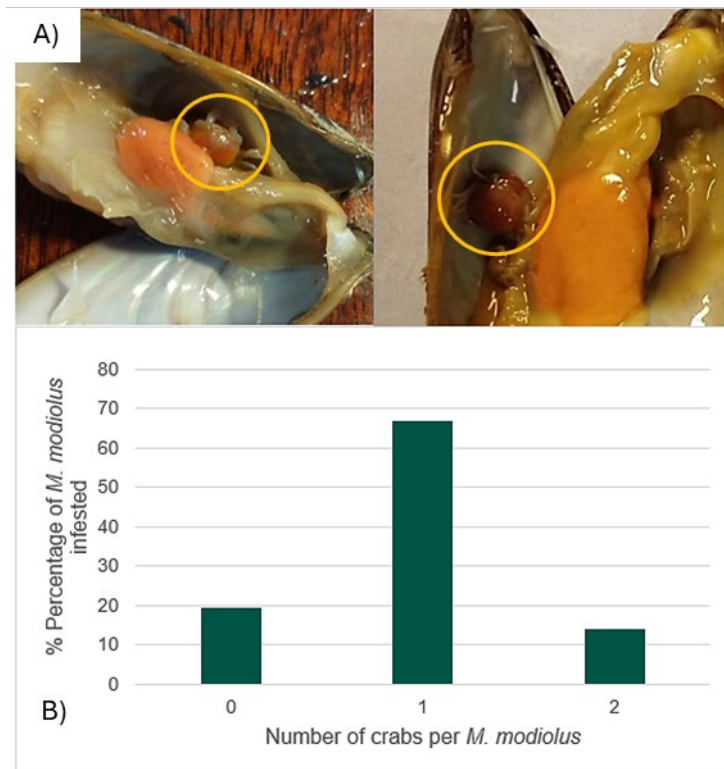 A)
80
70
60
50
40
30
20
10
0
% Percentage of M. modiolus
infested
B)
0 1 2
Number of crabs per M. modiolus